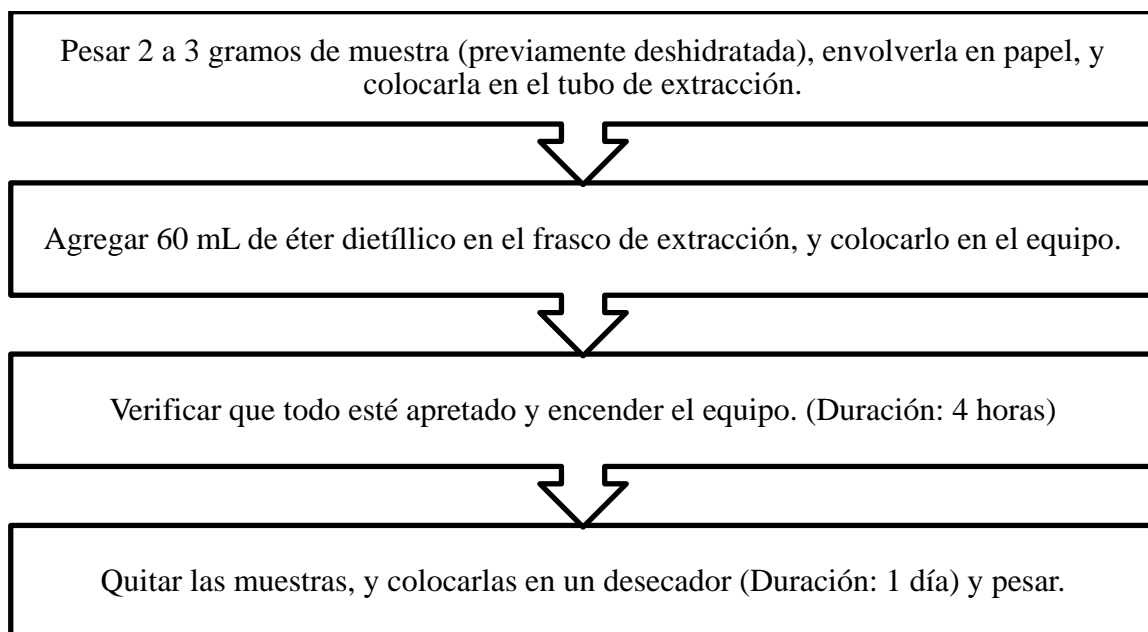 Pesar 2 a 3 gramos de muestra (previamente deshidratada), envolverla en papel, y
colocarla en el tubo de extracción.
Agregar 60 mL de éter dietíllico en el frasco de extracción, y colocarlo en el equipo.
Verificar que todo esté apretado y encender el equipo. (Duración: 4 horas)
Quitar las muestras, y colocarlas en un desecador (Duración: 1 día) y pesar.